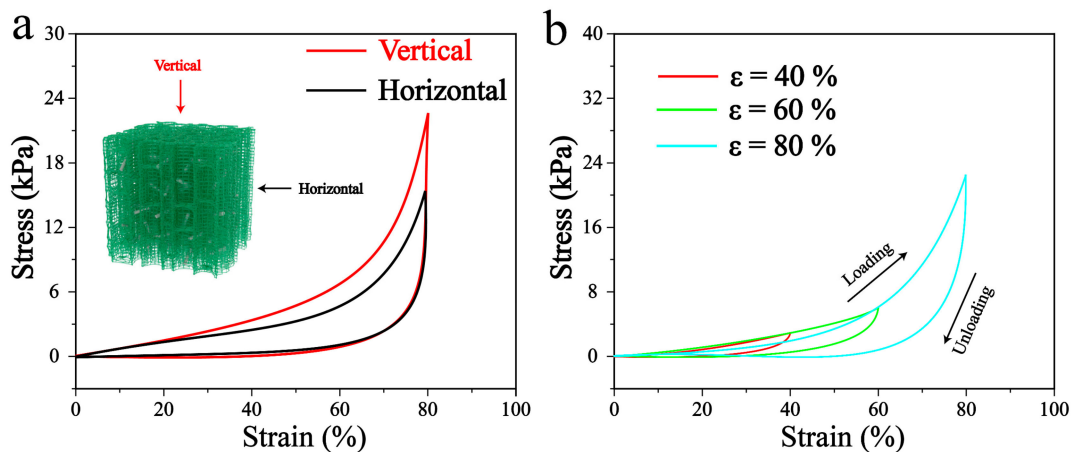 a
Stress (kPa)
30
24
18
12
6
0
0
20
40
60
80
100
Strain (%)
Vertical
Horizontal
Vertical
Horizontal
b
Stress (kPa)
40
32
24
16
8
0
0
20
40
60
80
100
Strain (%)
ε = 40 %
ε = 60 %
ε = 80 %
Loading
Unloading